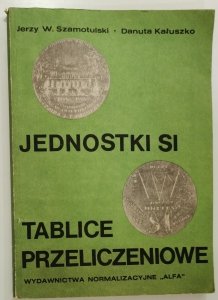 Jerzy W. Szamotulski · Danuta Kałuszko
JEDNOSTKI SI
TABLICE
PRZELICZENIOWE
WYDAWNICTWA NORMALIZACYJNE „ALFA"